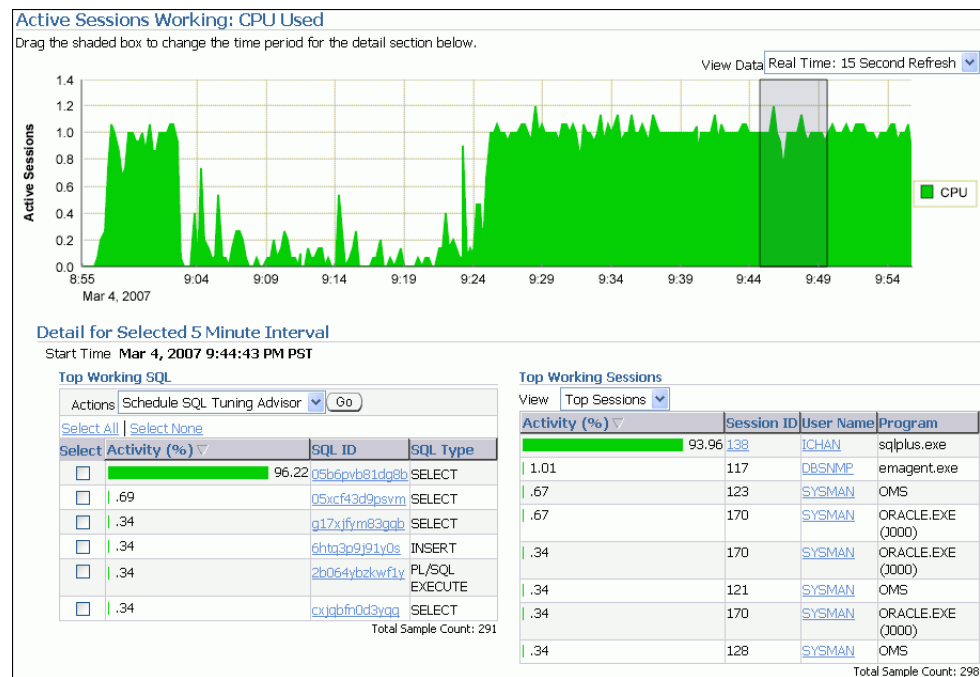 Active Sessions Working: CPU Used
Drag the shaded box to change the time period for the detail section below.
View Data Real Time: 15 Second Refresh
Active Sessions
1.4
1.2
1.0
0.8
0.6
0.4
0.2
0.0
8:55 9:04 9:09 9:14 9:19 9:24 9:29 9:34 9:39 9:44 9:49 9:54
Mar 4, 2007
CPU
Detail for Selected 5 Minute Interval
Start Time Mar 4, 2007 9:44:43 PM PST
Top Working SQL
Actions Schedule SQL Tuning Advisor Go
Select All | Select None
Select Activity (%) SQL ID SQL Type
96.22 05b6pvb81dg8b SELECT
.69 05xcf43d9psvm SELECT
.34 g17xjfym83gqb SELECT
.34 6htq3p9j91y0s INSERT
.34 2b064ybzkwf1y PL/SQL
EXECUTE
.34 cxjqbfn0d3yqq SELECT
Total Sample Count: 291
Top Working Sessions
View Top Sessions
Activity (%) Session ID User Name Program
93.96 138 ICHAN sqlplus.exe
1.01 117 DBSNMP emagent.exe
.67 123 SYSMAN OMS
.67 170 SYSMAN ORACLE.EXE
(J000)
.34 170 SYSMAN ORACLE.EXE
(J000)
.34 121 SYSMAN OMS
.34 170 SYSMAN ORACLE.EXE
(J000)
.34 128 SYSMAN OMS
Total Sample Count: 298